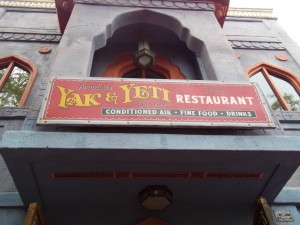 YAK & YETI RESTAURANT
CONDITIONED AIR • FINE FOOD • DRINKS